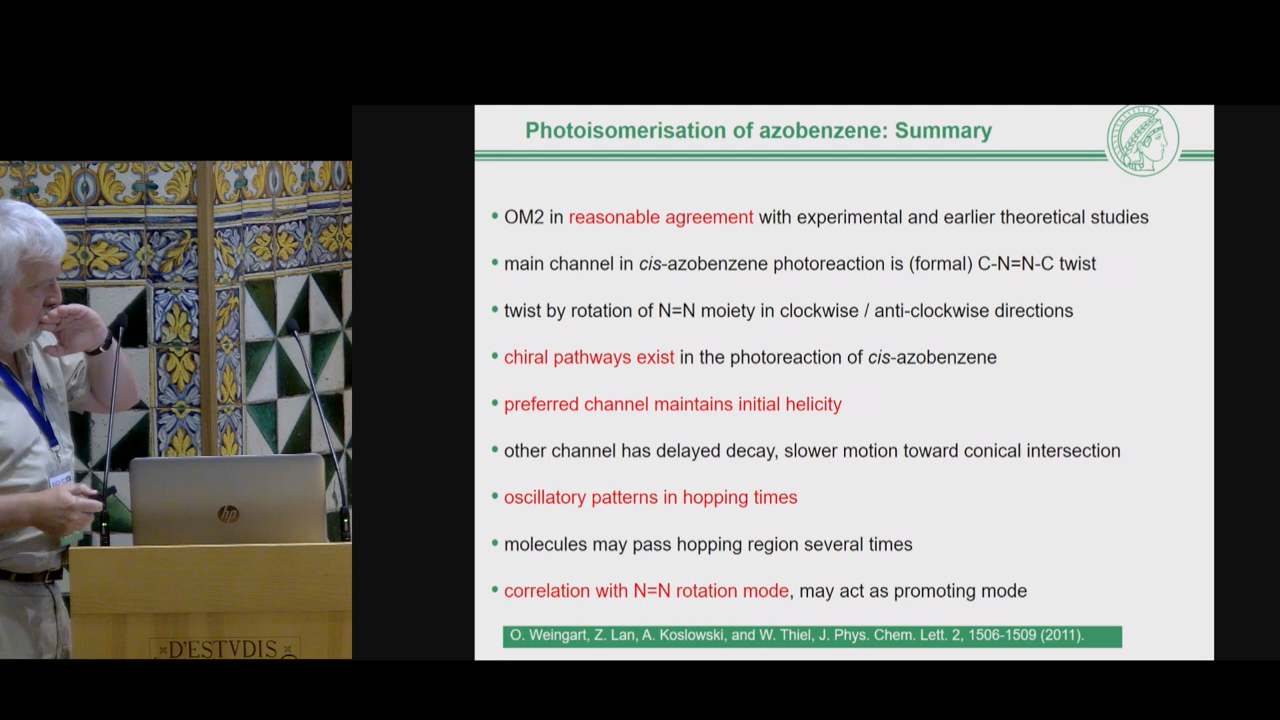 Photoisomerisation of azobenzene: Summary
• OM2 in reasonable agreement with experimental and earlier theoretical studies
• main channel in cis-azobenzene photoreaction is (formal) C-N=N-C twist
• twist by rotation of N=N moiety in clockwise / anti-clockwise directions
• chiral pathways exist in the photoreaction of cis-azobenzene
• preferred channel maintains initial helicity
• other channel has delayed decay, slower motion toward conical intersection
• oscillatory patterns in hopping times
• molecules may pass hopping region several times
• correlation with N=N rotation mode, may act as promoting mode
O. Weingart, Z. Lan, A. Koslowski, and W. Thiel, J. Phys. Chem. Lett. 2, 1506-1509 (2011).
hp
D'ESTVDIS